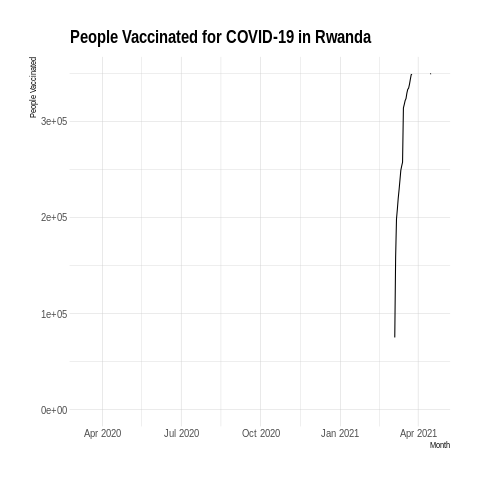 People Vaccinated for COVID-19 in Rwanda
People Vaccinated
3e+05
2e+05
1e+05
0e+00
Apr 2020 Jul 2020 Oct 2020 Jan 2021 Apr 2021
Month